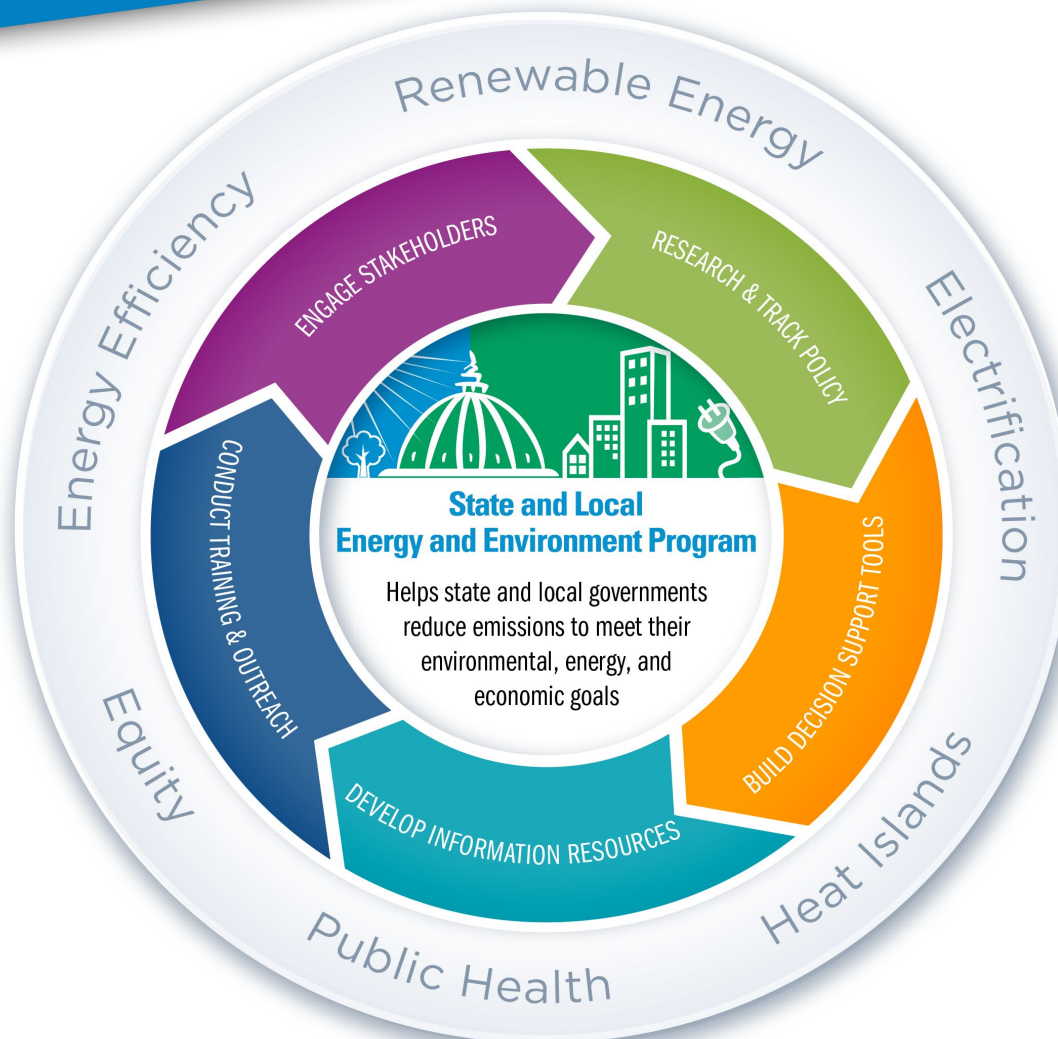 Renewable Energy
Electrification
Heat Islands
Public Health
Equity
Energy Efficiency
ENGAGE STAKEHOLDERS
RESEARCH & TRACK POLICY
BUILD DECISION SUPPORT TOOLS
DEVELOP INFORMATION RESOURCES
CONDUCT TRAINING & OUTREACH
State and Local
Energy and Environment Program
Helps state and local governments
reduce emissions to meet their
environmental, energy, and
economic goals